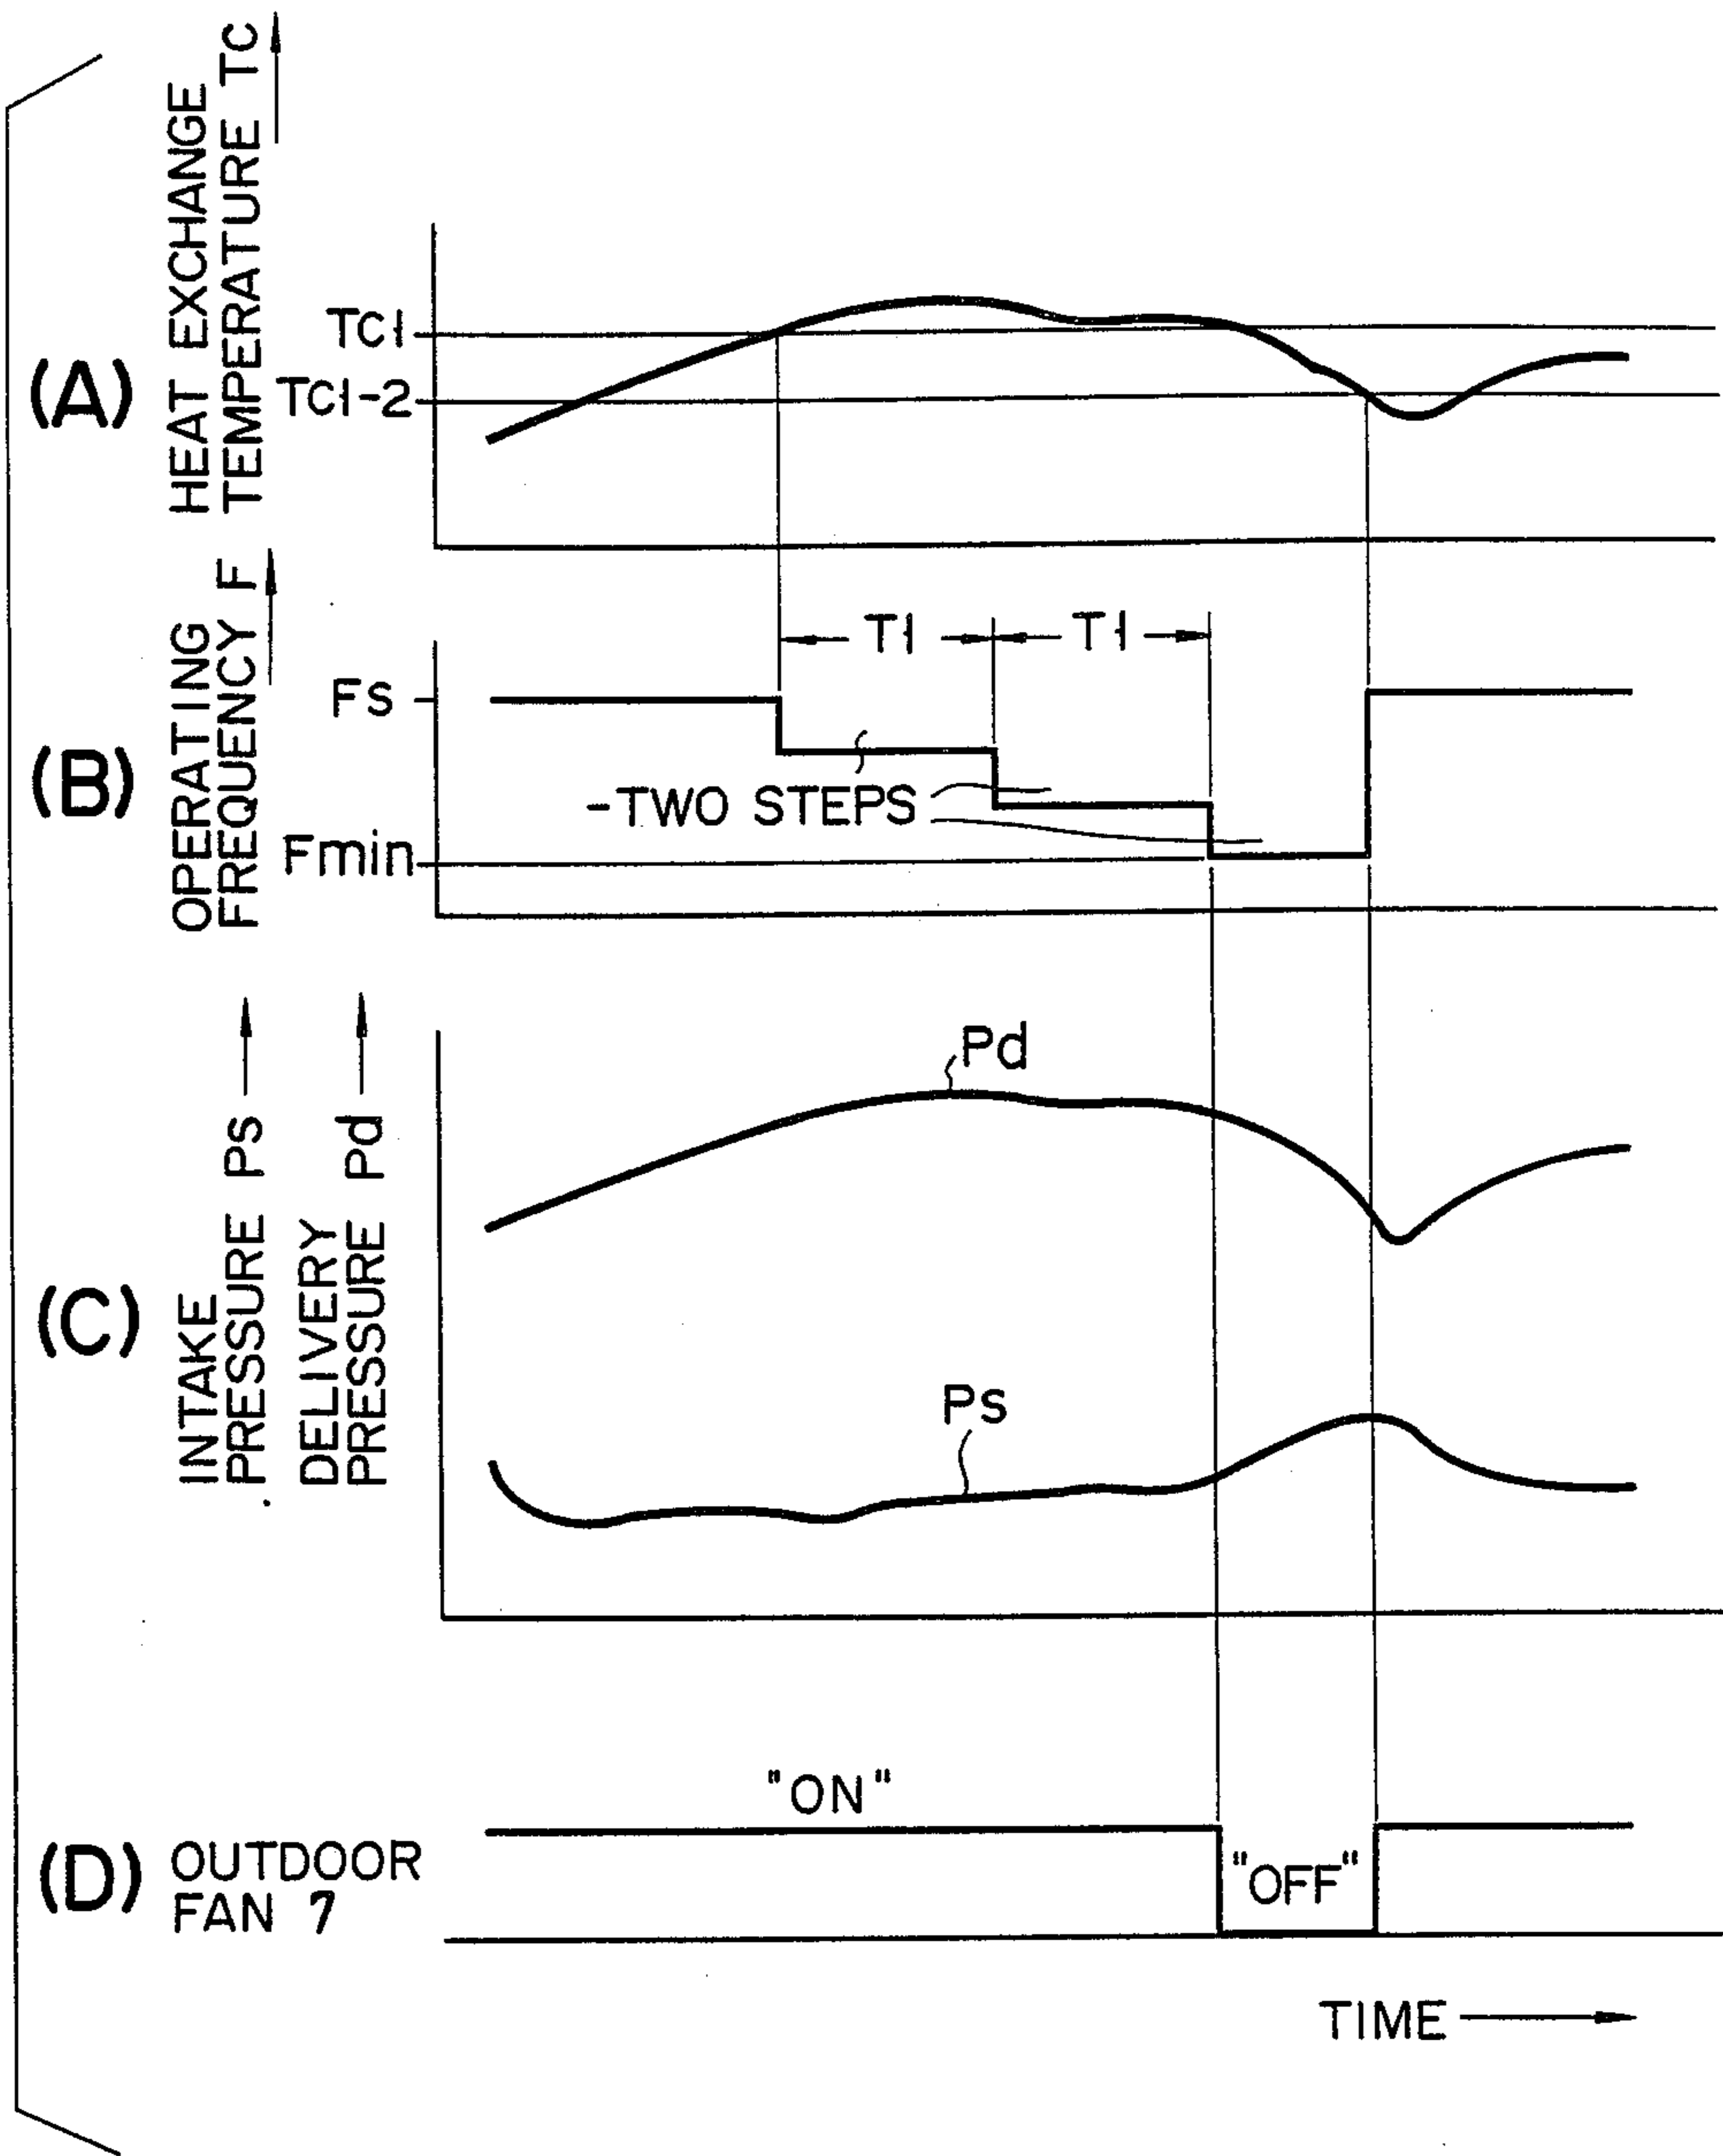 (A)
HEAT EXCHANGE
TEMPERATURE TC
TC1
TC1-2
(B)
OPERATING
FREQUENCY F
Fs
T1
T1
-TWO STEPS
Fmin
(C)
INTAKE
PRESSURE Ps
DELIVERY
PRESSURE Pd
Pd
Ps
(D)
OUTDOOR
FAN 7
"ON"
"OFF"
TIME